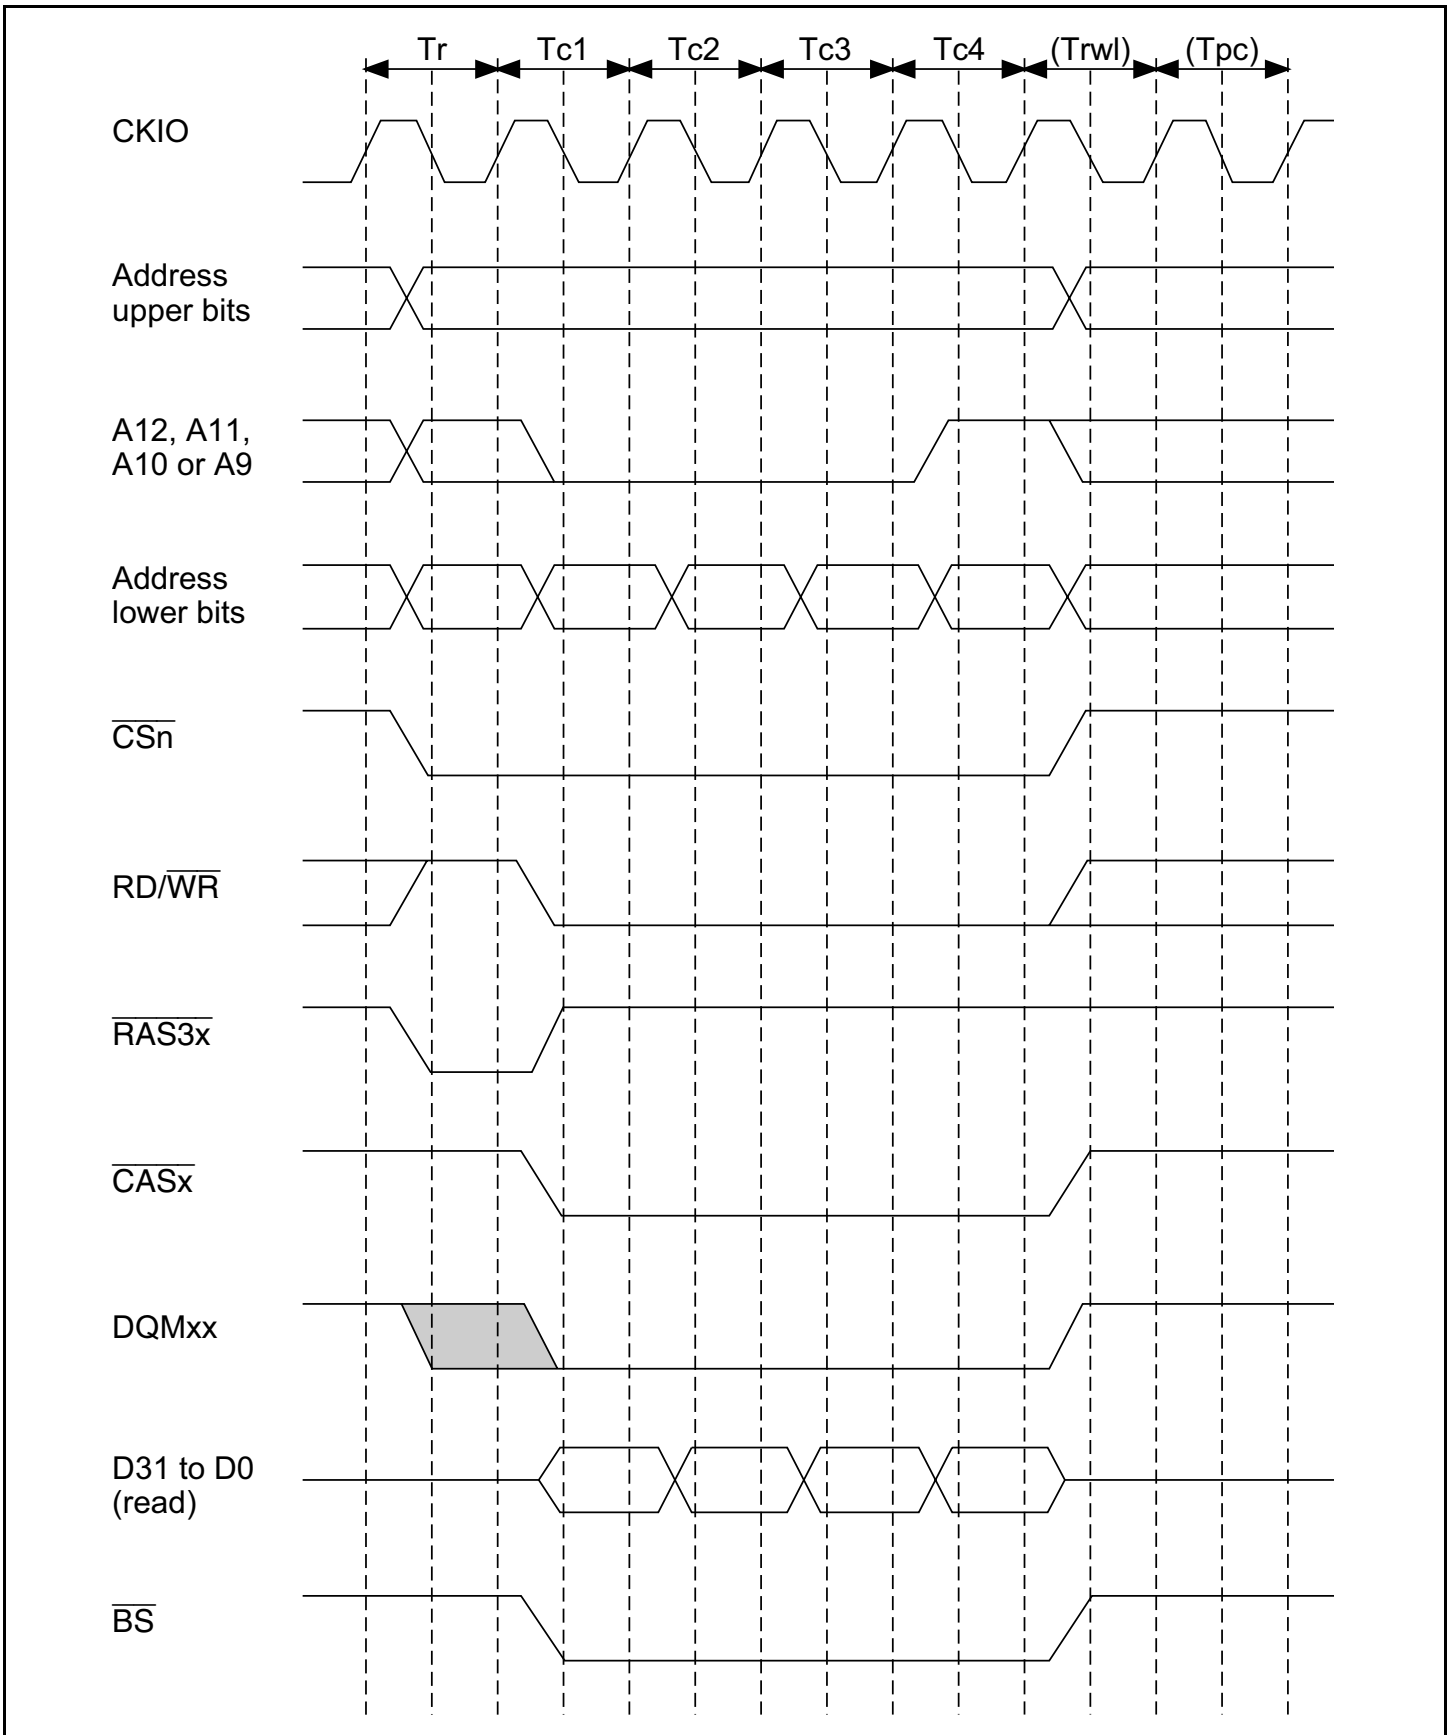 Tr Tc1 Tc2 Tc3 Tc4 (Trwl) (Tpc)
CKIO
Address
upper bits
A12, A11,
A10 or A9
Address
lower bits
CSn
RD/WR
RAS3x
CASx
DQMxx
D31 to D0
(read)
BS